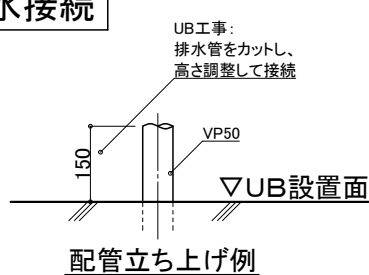 水接続
UB工事:
排水管をカットし、
高さ調整して接続
VP50
150
▽UB設置面
配管立ち上げ例